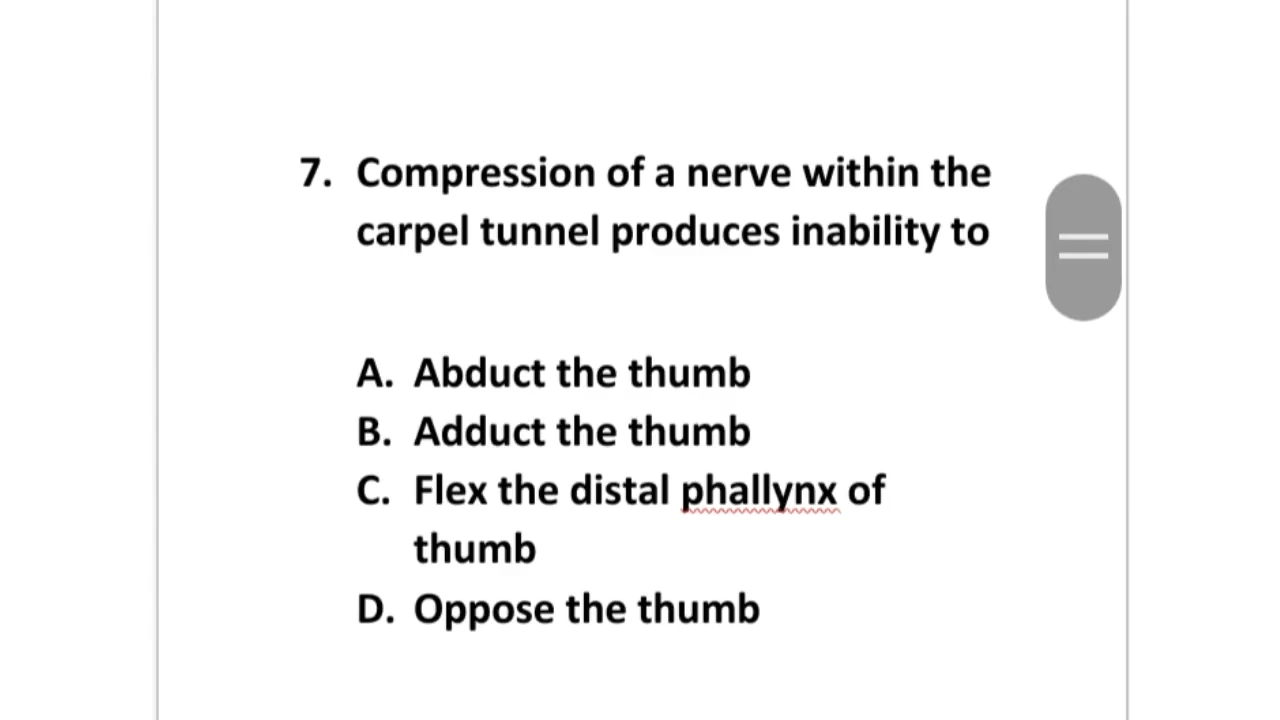 7. Compression of a nerve within the
carpel tunnel produces inability to
A. Abduct the thumb
B. Adduct the thumb
C. Flex the distal phallynx of
thumb
D. Oppose the thumb